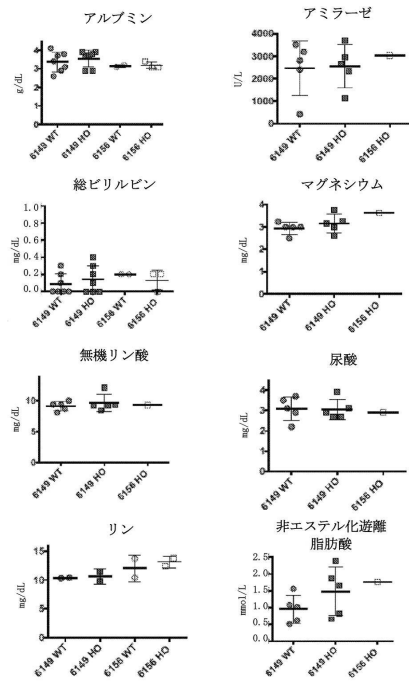 アルブミン
g/dL
5
4
3
2
1
0
6149 WT
6149 HO
6156 WT
6156 HO
アミラーゼ
U/L
4000
3000
2000
1000
0
6149 WT
6149 HO
6156 HO
総ビリルビン
mg/dL
1.0
0.8
0.6
0.4
0.2
0.0
6149 WT
6149 HO
6156 WT
6156 HO
マグネシウム
mg/dL
5
4
3
2
1
0
6149 WT
6149 HO
6156 HO
無機リン酸
mg/dL
10
5
0
6149 WT
6149 HO
6156 HO
尿酸
mg/dL
5
4
3
2
1
0
6149 WT
6149 HO
6156 HO
リン
mg/dL
15
10
5
0
6149 WT
6149 HO
6156 WT
6156 HO
非エステル化遊離
脂肪酸
mmol/L
2.5
2.0
1.5
1.0
0.5
0.0
6149 WT
6149 HO
6156 HO